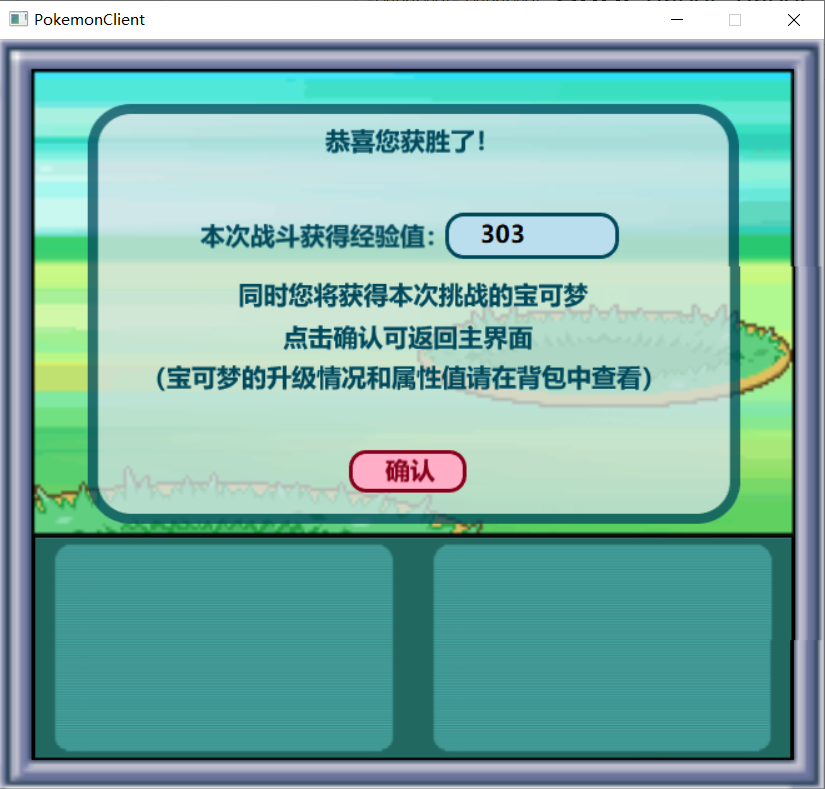 PokemonClient
恭喜您获胜了！
本次战斗获得经验值： 303
同时您将获得本次挑战的宝可梦
点击确认可返回主界面
（宝可梦的升级情况和属性值请在背包中查看）
确认